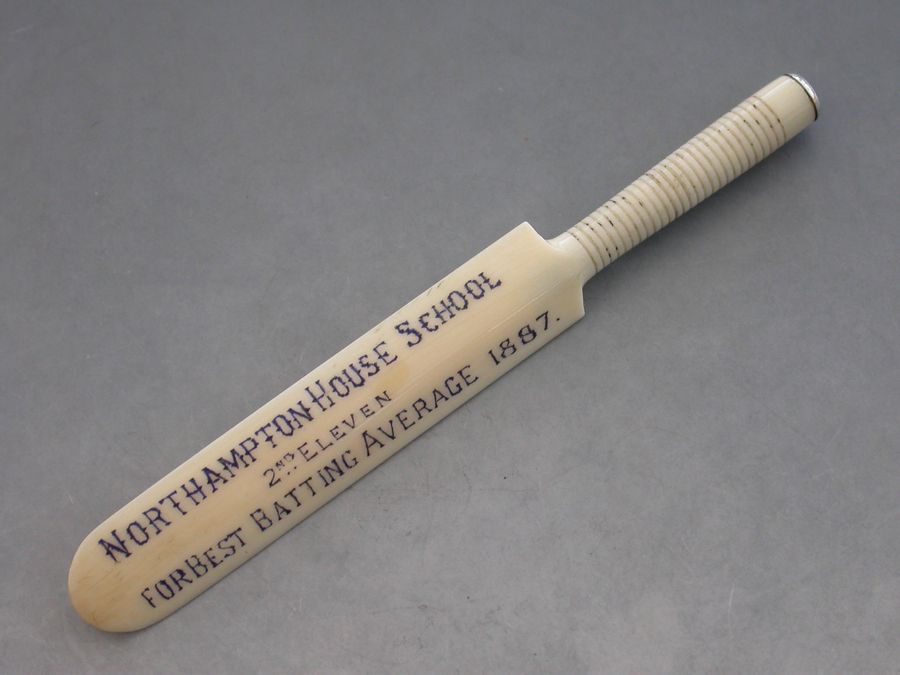 NORTHAMPTON HOUSE SCHOOL
2ND ELEVEN
FOR BEST BATTING AVERAGE 1887.